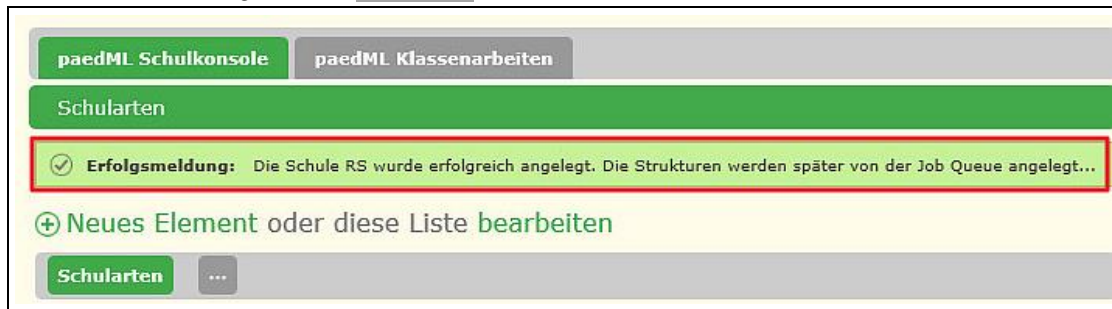 paedML Schulkonsole paedML Klassenarbeiten
Schularten
Erfolgsmeldung: Die Schule RS wurde erfolgreich angelegt. Die Strukturen werden später von der Job Queue angelegt...
Neues Element oder diese Liste bearbeiten
Schularten ...